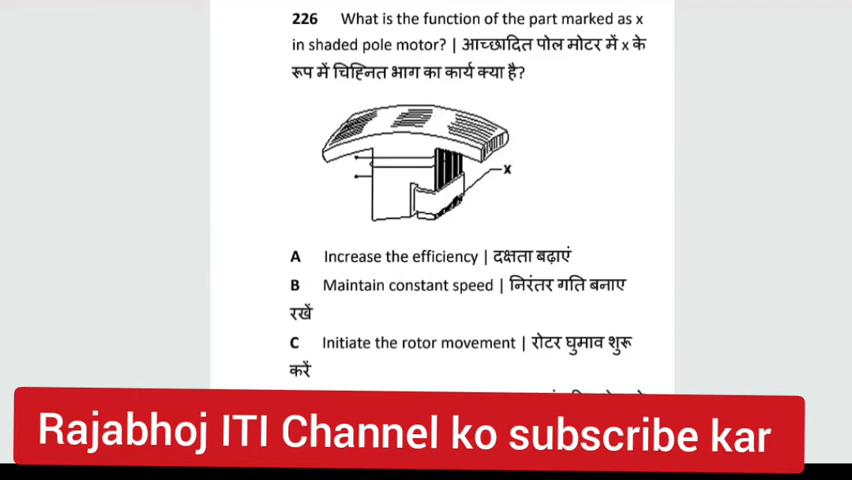 226 What is the function of the part marked as x
in shaded pole motor? | आच्छादित पोल मोटर में x के
रूप में चिह्नित भाग का कार्य क्या है?
x
A Increase the efficiency | दक्षता बढ़ाएं
B Maintain constant speed | निरंतर गति बनाए
रखें
C Initiate the rotor movement | रोटर घुमाव शुरू
करें
Rajabhoj ITI Channel ko subscribe kar